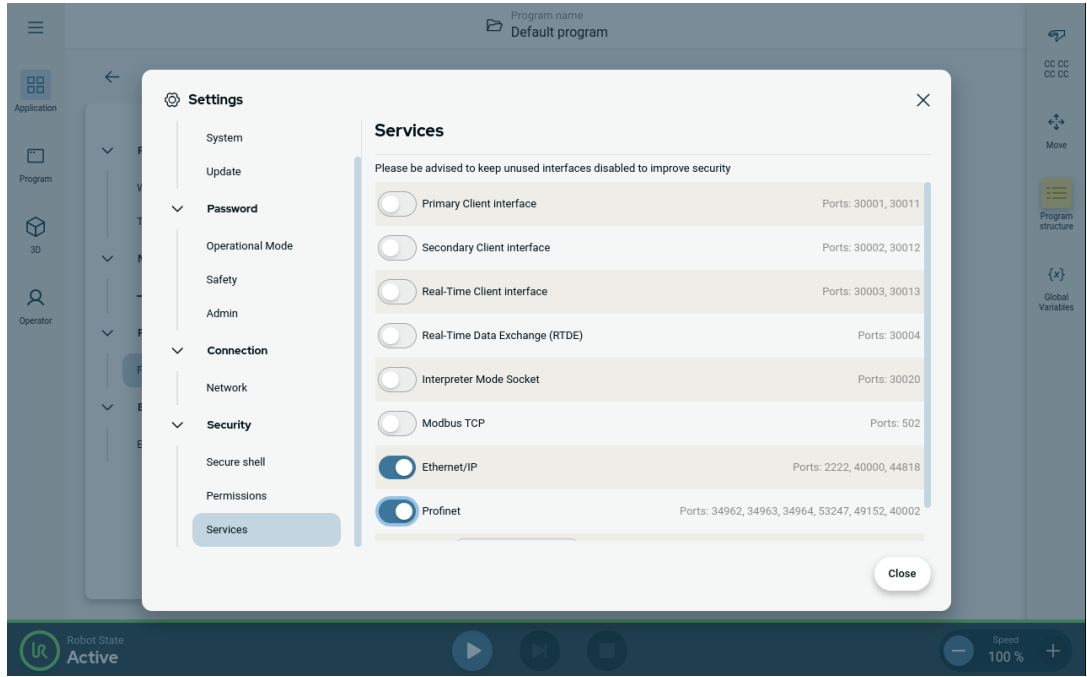 Program name
Default program
Application
Program
3D
Operator
Settings
System
Update
Password
Operational Mode
Safety
Admin
Connection
Network
Security
Secure shell
Permissions
Services
Services
Please be advised to keep unused interfaces disabled to improve security
Primary Client interface Ports: 30001, 30011
Secondary Client interface Ports: 30002, 30012
Real-Time Client interface Ports: 30003, 30013
Real-Time Data Exchange (RTDE) Ports: 30004
Interpreter Mode Socket Ports: 30020
Modbus TCP Ports: 502
Ethernet/IP Ports: 2222, 40000, 44818
Profinet Ports: 34962, 34963, 34964, 53247, 49152, 40002
Close
CC CC
CC CC
Move
Program
structure
{x}
Global
Variables
UR
Robot State
Active
Speed
100 %